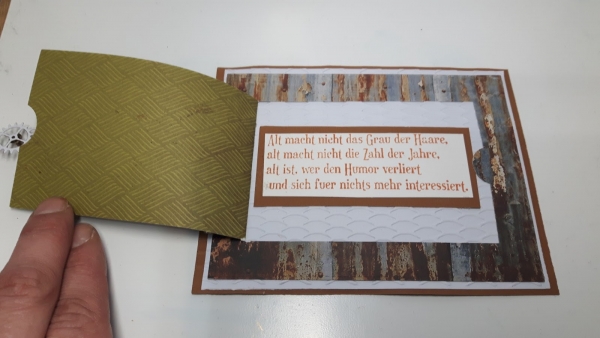 Alt macht nicht das Grau der Haare,
alt macht nicht die Zahl der Jahre,
alt ist, wer den Humor verliert
und sich fuer nichts mehr interessiert.